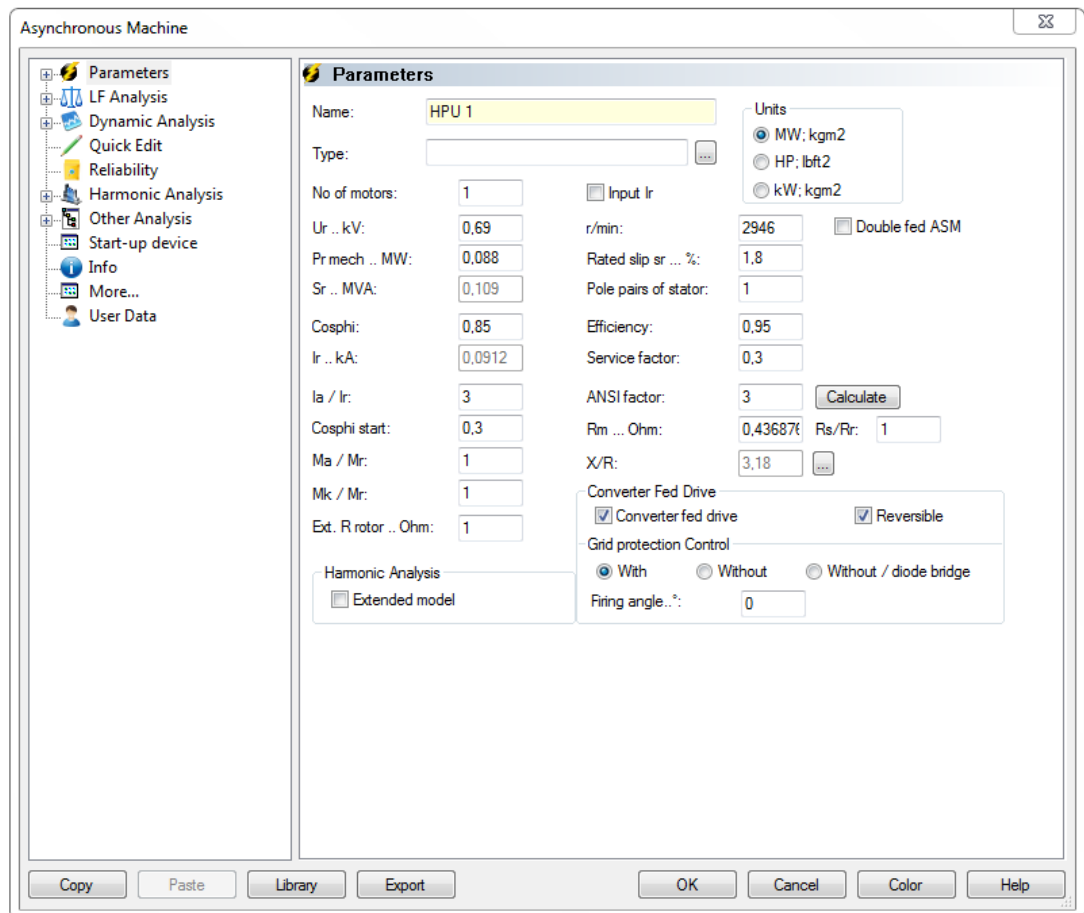 Asynchronous Machine
Parameters
LF Analysis
Dynamic Analysis
Quick Edit
Reliability
Harmonic Analysis
Other Analysis
Start-up device
Info
More...
User Data
Parameters
Name: HPU 1
Type: ...
Units
MW; kgm2
HP; lbft2
kW; kgm2
No of motors: 1 Input Ir
Ur .. kV: 0,69 r/min: 2946 Double fed ASM
Pr mech .. MW: 0,088 Rated slip sr ... %: 1,8
Sr .. MVA: 0,109 Pole pairs of stator: 1
Cosphi: 0,85 Efficiency: 0,95
Ir .. kA: 0,0912 Service factor: 0,3
Ia / Ir: 3 ANSI factor: 3 Calculate
Cosphi start: 0,3 Rm ... Ohm: 0,43687 Rs/Rr: 1
Ma / Mr: 1 X/R: 3,18 ...
Mk / Mr: 1
Ext. R rotor .. Ohm: 1
Converter Fed Drive
Converter fed drive Reversible
Grid protection Control
With Without Without / diode bridge
Firing angle..°: 0
Harmonic Analysis
Extended model
Copy Paste Library Export OK Cancel Color Help